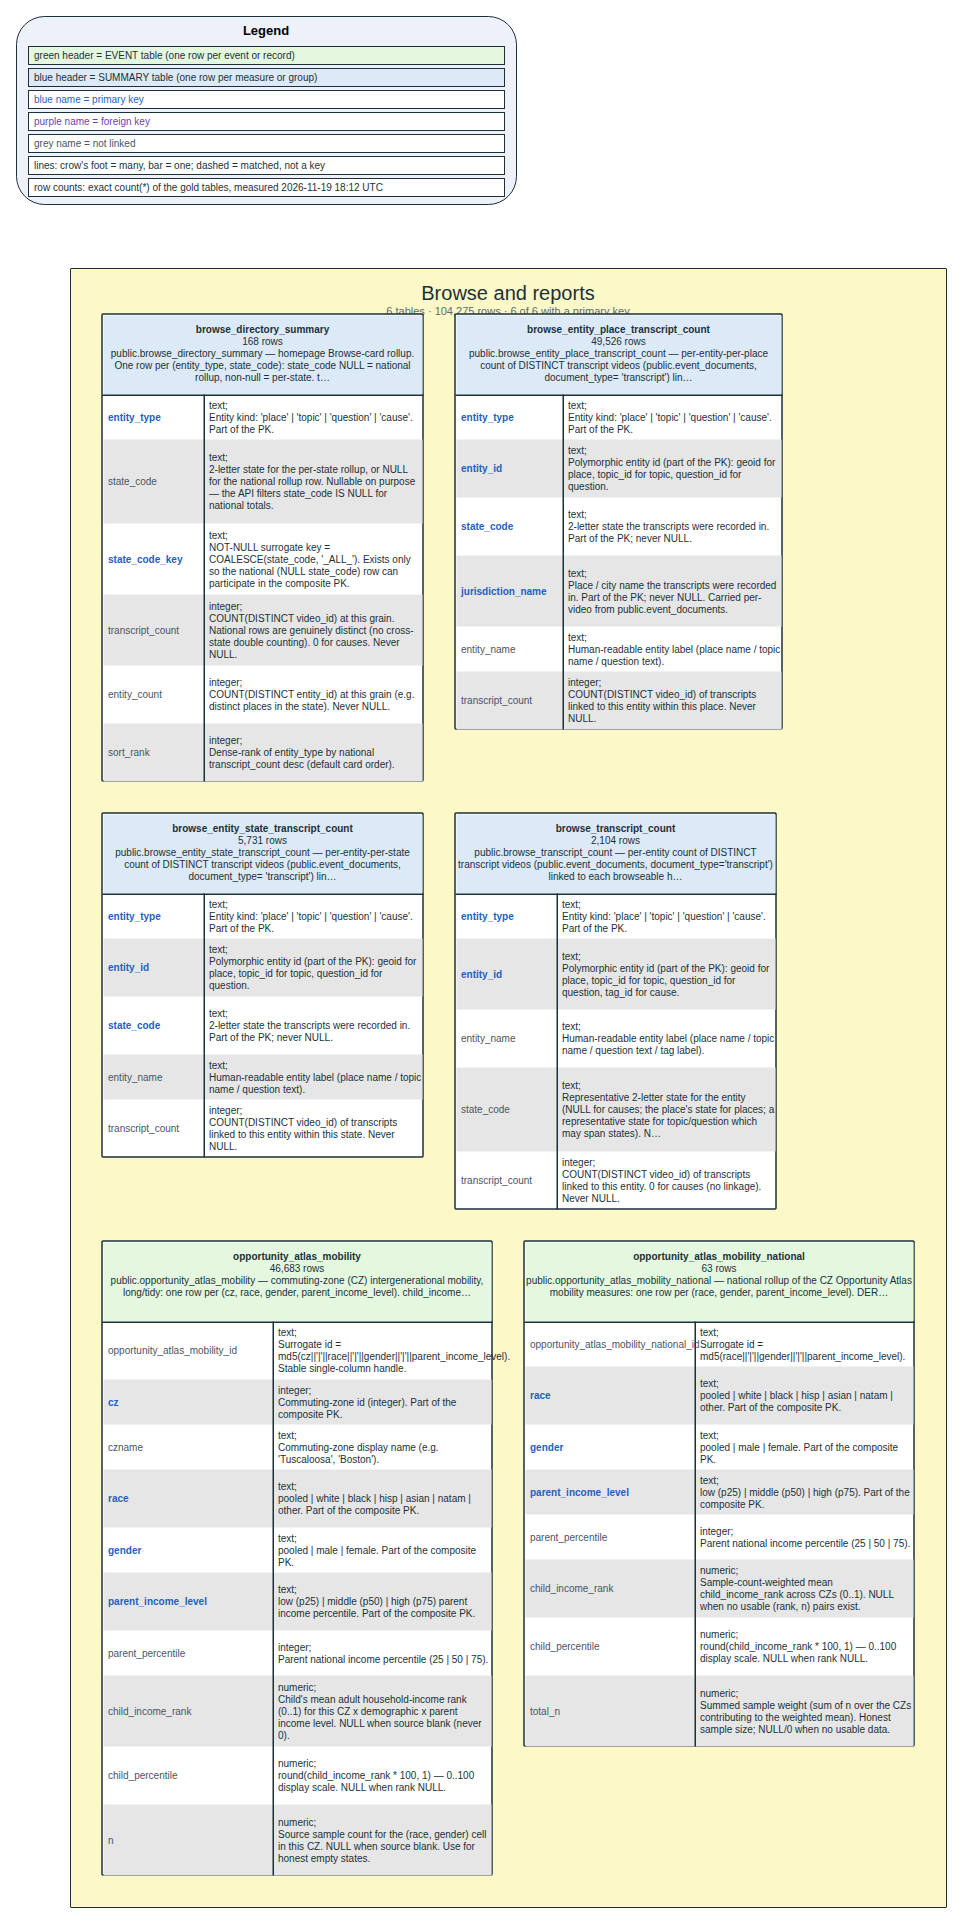 Legend
green header = EVENT table (one row per event or record)
blue header = SUMMARY table (one row per measure or group)
blue name = primary key
purple name = foreign key
grey name = not linked
lines: crow's foot = many, bar = one; dashed = matched, not a key
row counts: exact count(*) of the gold tables, measured 2026-11-19 18:12 UTC
Browse and reports
6 tables · 104,275 rows · 6 of 6 with a primary key
browse_directory_summary
168 rows
public.browse_directory_summary — homepage Browse-card rollup.
One row per (entity_type, state_code): state_code NULL = national
rollup, non-null = per-state. t…
entity_type
text;
Entity kind: 'place' | 'topic' | 'question' | 'cause'.
Part of the PK.
state_code
text;
2-letter state for the per-state rollup, or NULL
for the national rollup row. Nullable on purpose
— the API filters state_code IS NULL for
national totals.
state_code_key
text;
NOT-NULL surrogate key =
COALESCE(state_code, '_ALL_'). Exists only
so the national (NULL state_code) row can
participate in the composite PK.
transcript_count
integer;
COUNT(DISTINCT video_id) at this grain.
National rows are genuinely distinct (no cross-
state double counting). 0 for causes. Never
NULL.
entity_count
integer;
COUNT(DISTINCT entity_id) at this grain (e.g.
distinct places in the state). Never NULL.
sort_rank
integer;
Dense-rank of entity_type by national
transcript_count desc (default card order).
browse_entity_place_transcript_count
49,526 rows
public.browse_entity_place_transcript_count — per-entity-per-place
count of DISTINCT transcript videos (public.event_documents,
document_type= 'transcript') lin…
entity_type
text;
Entity kind: 'place' | 'topic' | 'question' | 'cause'.
Part of the PK.
entity_id
text;
Polymorphic entity id (part of the PK): geoid for
place, topic_id for topic, question_id for
question.
state_code
text;
2-letter state the transcripts were recorded in.
Part of the PK; never NULL.
jurisdiction_name
text;
Place / city name the transcripts were recorded
in. Part of the PK; never NULL. Carried per-
video from public.event_documents.
entity_name
text;
Human-readable entity label (place name / topic
name / question text).
transcript_count
integer;
COUNT(DISTINCT video_id) of transcripts
linked to this entity within this place. Never
NULL.
browse_entity_state_transcript_count
5,731 rows
public.browse_entity_state_transcript_count — per-entity-per-state
count of DISTINCT transcript videos (public.event_documents,
document_type= 'transcript') lin…
entity_type
text;
Entity kind: 'place' | 'topic' | 'question' | 'cause'.
Part of the PK.
entity_id
text;
Polymorphic entity id (part of the PK): geoid for
place, topic_id for topic, question_id for
question.
state_code
text;
2-letter state the transcripts were recorded in.
Part of the PK; never NULL.
entity_name
text;
Human-readable entity label (place name / topic
name / question text).
transcript_count
integer;
COUNT(DISTINCT video_id) of transcripts
linked to this entity within this state. Never
NULL.
browse_transcript_count
2,104 rows
public.browse_transcript_count — per-entity count of DISTINCT
transcript videos (public.event_documents, document_type='transcript')
linked to each browseable h…
entity_type
text;
Entity kind: 'place' | 'topic' | 'question' | 'cause'.
Part of the PK.
entity_id
text;
Polymorphic entity id (part of the PK): geoid for
place, topic_id for topic, question_id for
question, tag_id for cause.
entity_name
text;
Human-readable entity label (place name / topic
name / question text / tag label).
state_code
text;
Representative 2-letter state for the entity
(NULL for causes; the place's state for places; a
representative state for topic/question which
may span states). N…
transcript_count
integer;
COUNT(DISTINCT video_id) of transcripts
linked to this entity. 0 for causes (no linkage).
Never NULL.
opportunity_atlas_mobility
46,683 rows
public.opportunity_atlas_mobility — commuting-zone (CZ) intergenerational mobility,
long/tidy: one row per (cz, race, gender, parent_income_level). child_income…
opportunity_atlas_mobility_id
text;
Surrogate id =
md5(cz||'|'||race||'|'||gender||'|'||parent_income_level).
Stable single-column handle.
cz
integer;
Commuting-zone id (integer). Part of the
composite PK.
czname
text;
Commuting-zone display name (e.g.
'Tuscaloosa', 'Boston').
race
text;
pooled | white | black | hisp | asian | natam |
other. Part of the composite PK.
gender
text;
pooled | male | female. Part of the composite
PK.
parent_income_level
text;
low (p25) | middle (p50) | high (p75) parent
income percentile. Part of the composite PK.
parent_percentile
integer;
Parent national income percentile (25 | 50 | 75).
child_income_rank
numeric;
Child's mean adult household-income rank
(0..1) for this CZ x demographic x parent
income level. NULL when source blank (never
0).
child_percentile
numeric;
round(child_income_rank * 100, 1) — 0..100
display scale. NULL when rank NULL.
n
numeric;
Source sample count for the (race, gender) cell
in this CZ. NULL when source blank. Use for
honest empty states.
opportunity_atlas_mobility_national
63 rows
public.opportunity_atlas_mobility_national — national rollup of the CZ Opportunity Atlas
mobility measures: one row per (race, gender, parent_income_level). DER…
opportunity_atlas_mobility_national_id
text;
Surrogate id =
md5(race||'|'||gender||'|'||parent_income_level).
race
text;
pooled | white | black | hisp | asian | natam |
other. Part of the composite PK.
gender
text;
pooled | male | female. Part of the composite
PK.
parent_income_level
text;
low (p25) | middle (p50) | high (p75). Part of the
composite PK.
parent_percentile
integer;
Parent national income percentile (25 | 50 | 75).
child_income_rank
numeric;
Sample-count-weighted mean
child_income_rank across CZs (0..1). NULL
when no usable (rank, n) pairs exist.
child_percentile
numeric;
round(child_income_rank * 100, 1) — 0..100
display scale. NULL when rank NULL.
total_n
numeric;
Summed sample weight (sum of n over the CZs
contributing to the weighted mean). Honest
sample size; NULL/0 when no usable data.